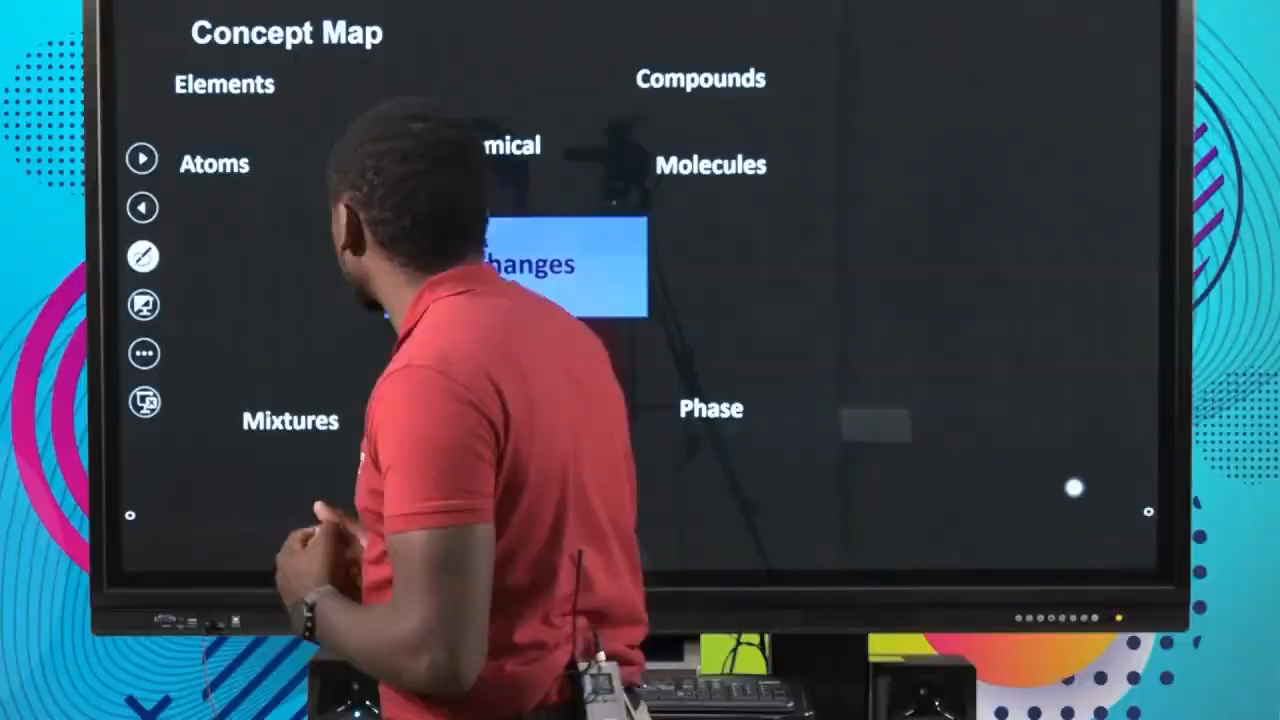 Concept Map
Elements
Compounds
mical
Atoms
Molecules
hanges
Mixtures
Phase